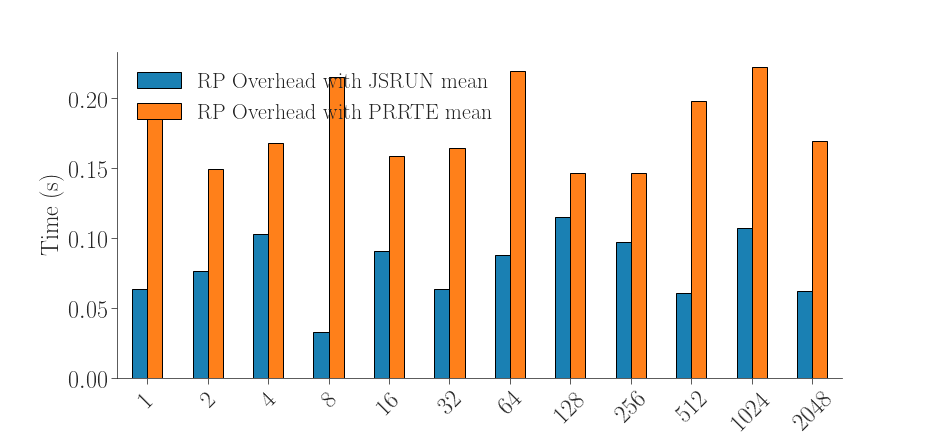 RP Overhead with JSRUN mean
RP Overhead with PRRTE mean
Time (s)
0.20
0.15
0.10
0.05
0.00
1 2 4 8 16 32 64 128 256 512 1024 2048